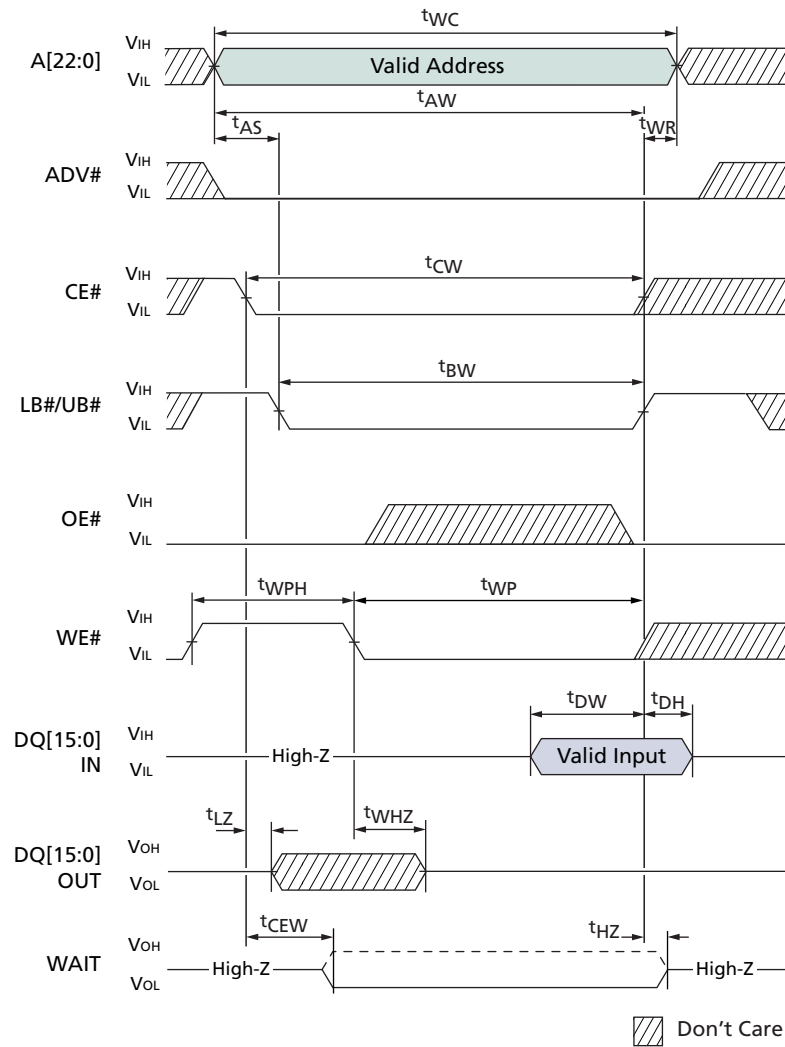 tWC
A[22:0] VIH VIL Valid Address
tAW
tAS tWR
ADV# VIH VIL
tCW
CE# VIH VIL
tBW
LB#/UB# VIH VIL
OE# VIH VIL
tWPH tWP
WE# VIH VIL
tDW tDH
DQ[15:0] IN VIH VIL High-Z Valid Input
tLZ tWHZ
DQ[15:0] OUT VOH VOL
tCEW tHZ
WAIT VOH VOL High-Z High-Z
Don't Care